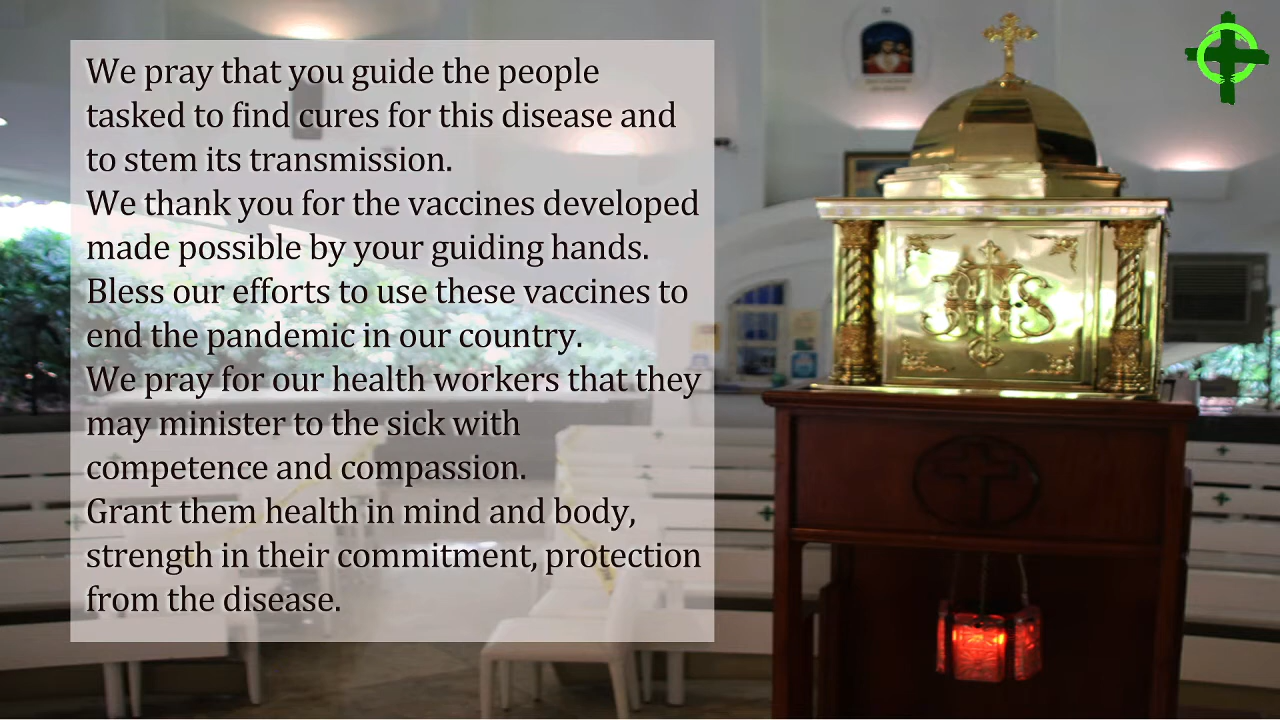 We pray that you guide the people
tasked to find cures for this disease and
to stem its transmission.
We thank you for the vaccines developed
made possible by your guiding hands.
Bless our efforts to use these vaccines to
end the pandemic in our country.
We pray for our health workers that they
may minister to the sick with
competence and compassion.
Grant them health in mind and body,
strength in their commitment, protection
from the disease.
IHS